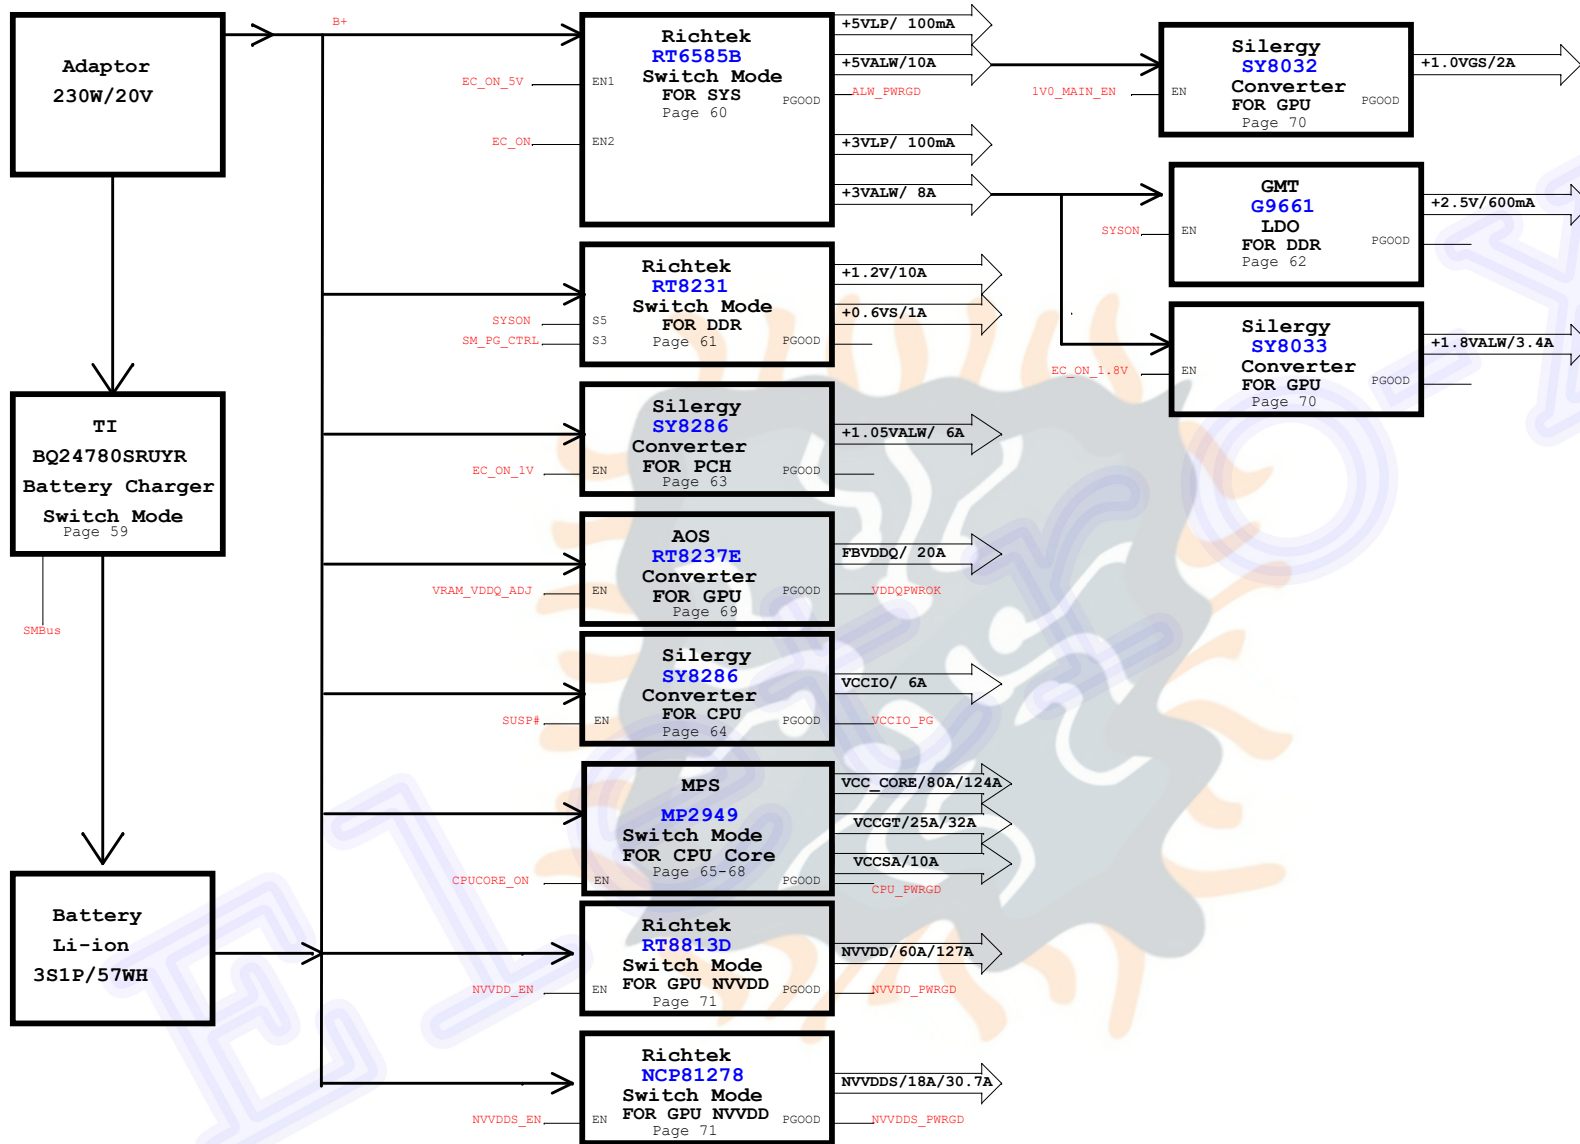 Adaptor
230W/20V
TI
BQ24780SRUYR
Battery Charger
Switch Mode
Page 59
SMBus
Battery
Li-ion
3S1P/57WH
B+
Richtek
RT6585B
Switch Mode
FOR SYS
Page 60
EC_ON_5V
EN1
EC_ON
EN2
PGOOD
+5VLP/ 100mA
+5VALW/10A
ALW_PWRGD
+3VLP/ 100mA
+3VALW/ 8A
Silergy
SY8032
Converter
FOR GPU
Page 70
1V0_MAIN_EN
EN
PGOOD
+1.0VGS/2A
GMT
G9661
LDO
FOR DDR
Page 62
SYSON
EN
PGOOD
+2.5V/600mA
Silergy
SY8033
Converter
FOR GPU
Page 70
EC_ON_1.8V
EN
PGOOD
+1.8VALW/3.4A
Richtek
RT8231
Switch Mode
FOR DDR
Page 61
SYSON
S5
SM_PG_CTRL
S3
PGOOD
+1.2V/10A
+0.6VS/1A
Silergy
SY8286
Converter
FOR PCH
Page 63
EC_ON_1V
EN
PGOOD
+1.05VALW/ 6A
AOS
RT8237E
Converter
FOR GPU
Page 69
VRAM_VDDQ_ADJ
EN
PGOOD
FBVDDQ/ 20A
VDDQPWROK
Silergy
SY8286
Converter
FOR CPU
Page 64
SUSP#
EN
PGOOD
VCCIO/ 6A
VCCIO_PG
MPS
MP2949
Switch Mode
FOR CPU Core
Page 65-68
CPUCORE_ON
EN
PGOOD
VCC_CORE/80A/124A
VCCGT/25A/32A
VCCSA/10A
CPU_PWRGD
Richtek
RT8813D
Switch Mode
FOR GPU NVVDD
Page 71
NVVDD_EN
EN
PGOOD
NVVDD/60A/127A
NVVDD_PWRGD
Richtek
NCP81278
Switch Mode
FOR GPU NVVDD
Page 71
NVVDDS_EN
EN
PGOOD
NVVDDS/18A/30.7A
NVVDDS_PWRGD